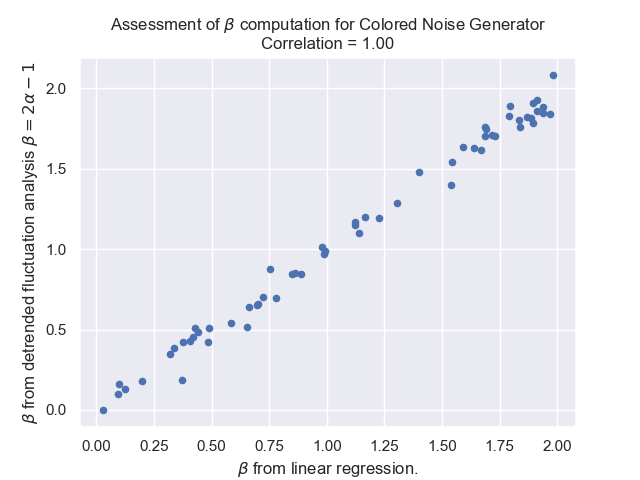 Assessment of β computation for Colored Noise Generator
Correlation = 1.00
β from detrended fluctuation analysis β = 2α − 1
2.0
1.5
1.0
0.5
0.0
0.00 0.25 0.50 0.75 1.00 1.25 1.50 1.75 2.00
β from linear regression.